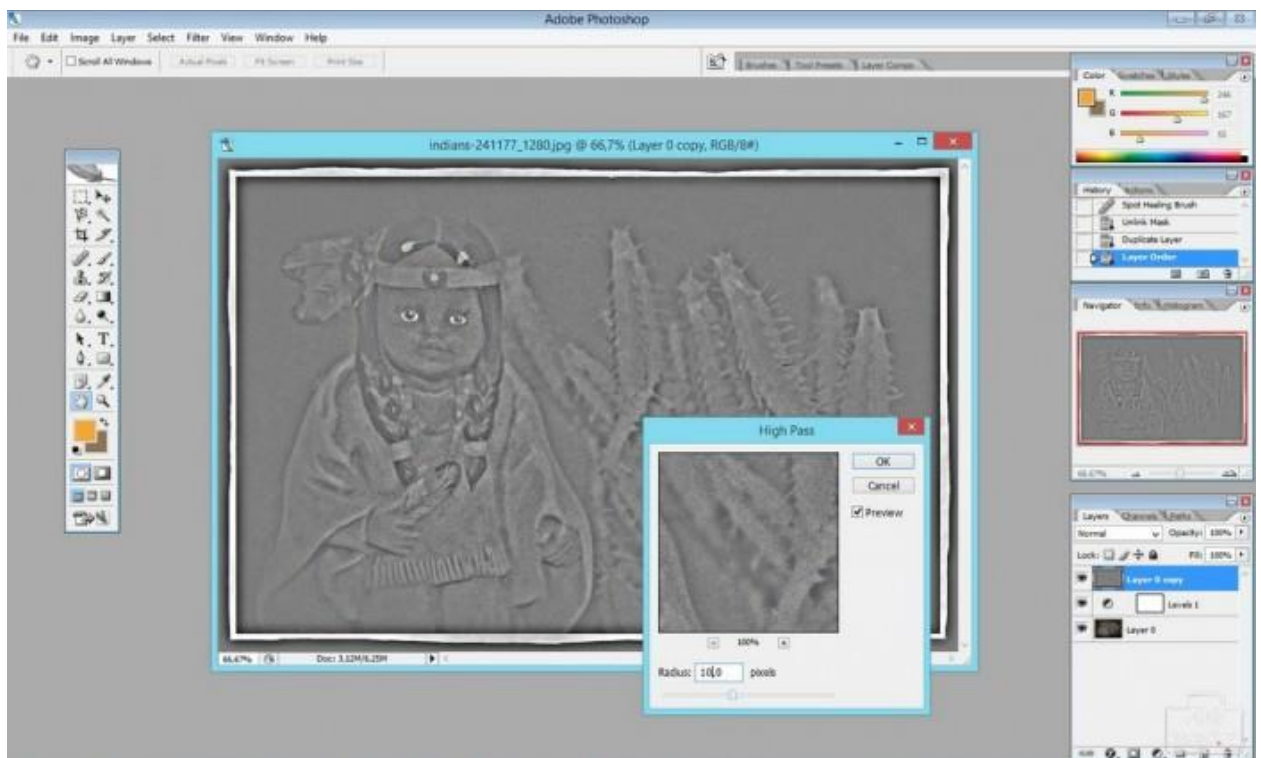 Adobe Photoshop
File Edit Image Layer Select Filter View Window Help
Scroll All Windows Actual Pixels Fit Screen Print Size
Brushes Tool Presets Layer Comps
Color Swatches Styles
R 246
G 167
B
indians-241177_1280.jpg @ 66,7% (Layer 0 copy, RGB/8#)
History Actions
Spot Healing Brush
Unlink Mask
Duplicate Layer
Layer Order
Navigator Info Histogram
66.67%
High Pass
OK
Cancel
Preview
100%
Radius: 10,0 pixels
66,67% Doc: 3,12M/6,25M
Layers Channels Paths
Normal Opacity: 100%
Lock: Fill: 100%
Layer 0 copy
Levels 1
Layer 0